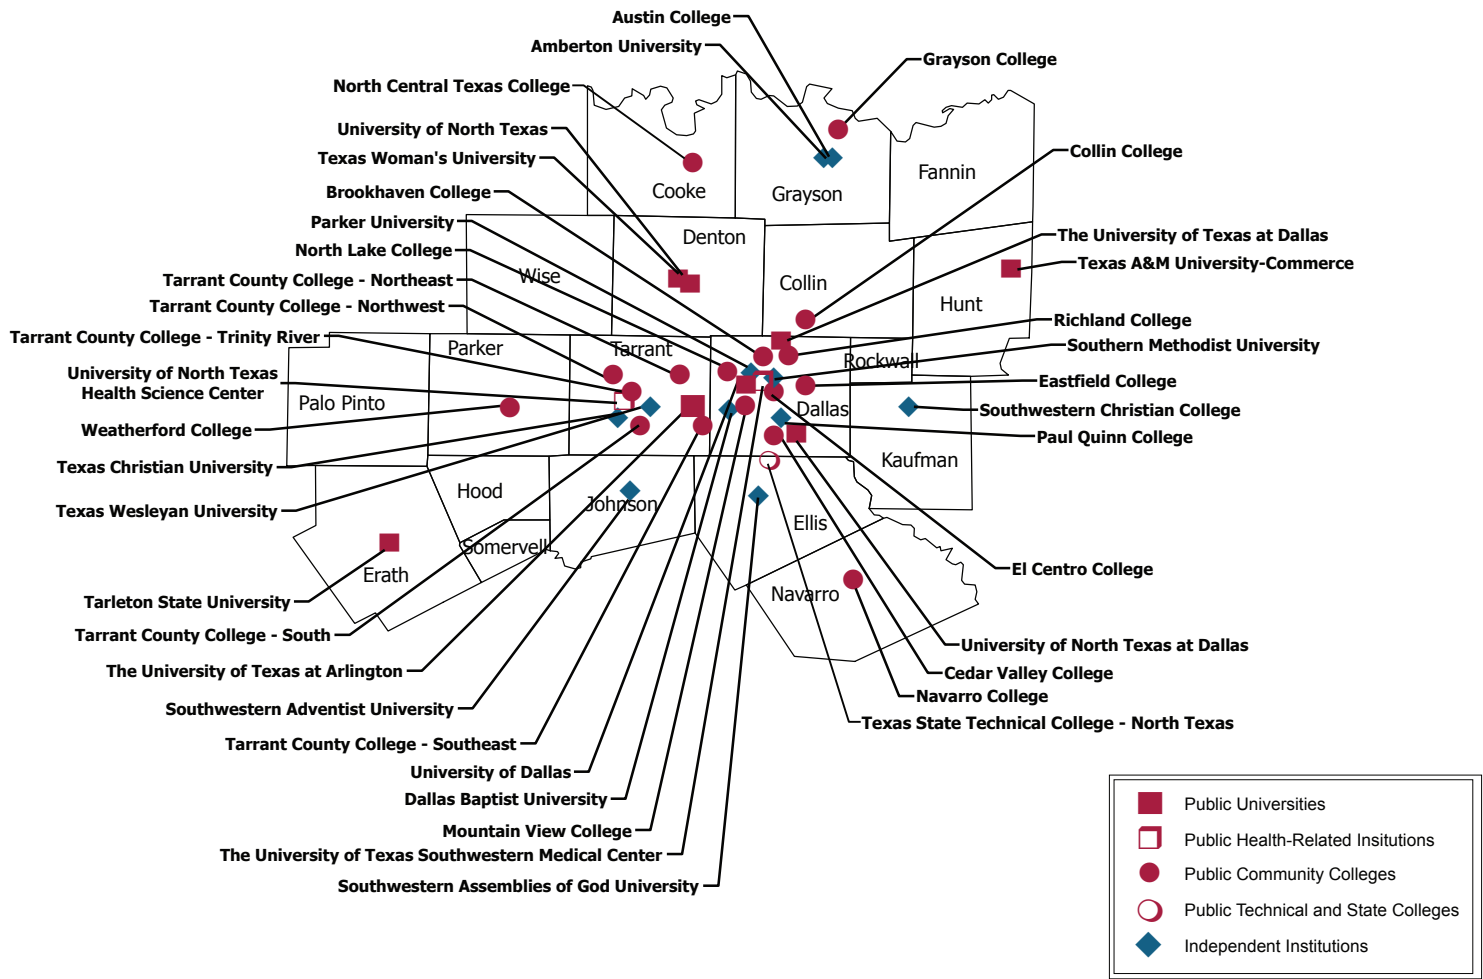 Austin College
Amberton University
Grayson College
North Central Texas College
University of North Texas
Texas Woman's University
Collin College
Fannin
Cooke
Grayson
Brookhaven College
Parker University
North Lake College
Denton
The University of Texas at Dallas
Texas A&M University-Commerce
Tarrant County College - Northeast
Wise
Collin
Tarrant County College - Northwest
Hunt
Tarrant County College - Trinity River
Richland College
Parker
Tarrant
Southern Methodist University
Rockwall
University of North Texas
Health Science Center
Eastfield College
Palo Pinto
Dallas
Southwestern Christian College
Weatherford College
Paul Quinn College
Texas Christian University
Kaufman
Hood
Johnson
Texas Wesleyan University
Ellis
Somervell
Erath
El Centro College
Navarro
Tarleton State University
Tarrant County College - South
University of North Texas at Dallas
The University of Texas at Arlington
Cedar Valley College
Navarro College
Southwestern Adventist University
Texas State Technical College - North Texas
Tarrant County College - Southeast
University of Dallas
Dallas Baptist University
Mountain View College
The University of Texas Southwestern Medical Center
Southwestern Assemblies of God University
Public Universities
Public Health-Related Insitutions
Public Community Colleges
Public Technical and State Colleges
Independent Institutions